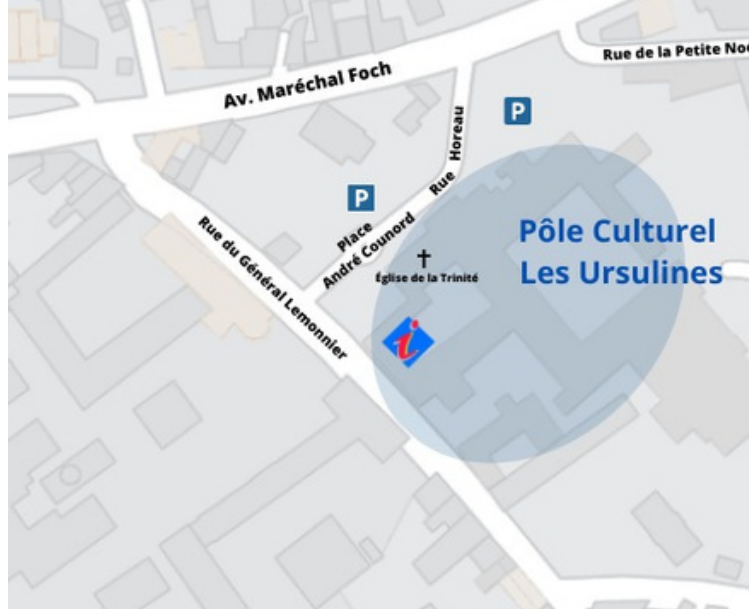 Rue de la Petite
Av. Maréchal Foch
P
Rue Horeau
P
Place
André Counord
Rue du Général Lemonnier
Église de la Trinité
Pôle Culturel
Les Ursulines
i